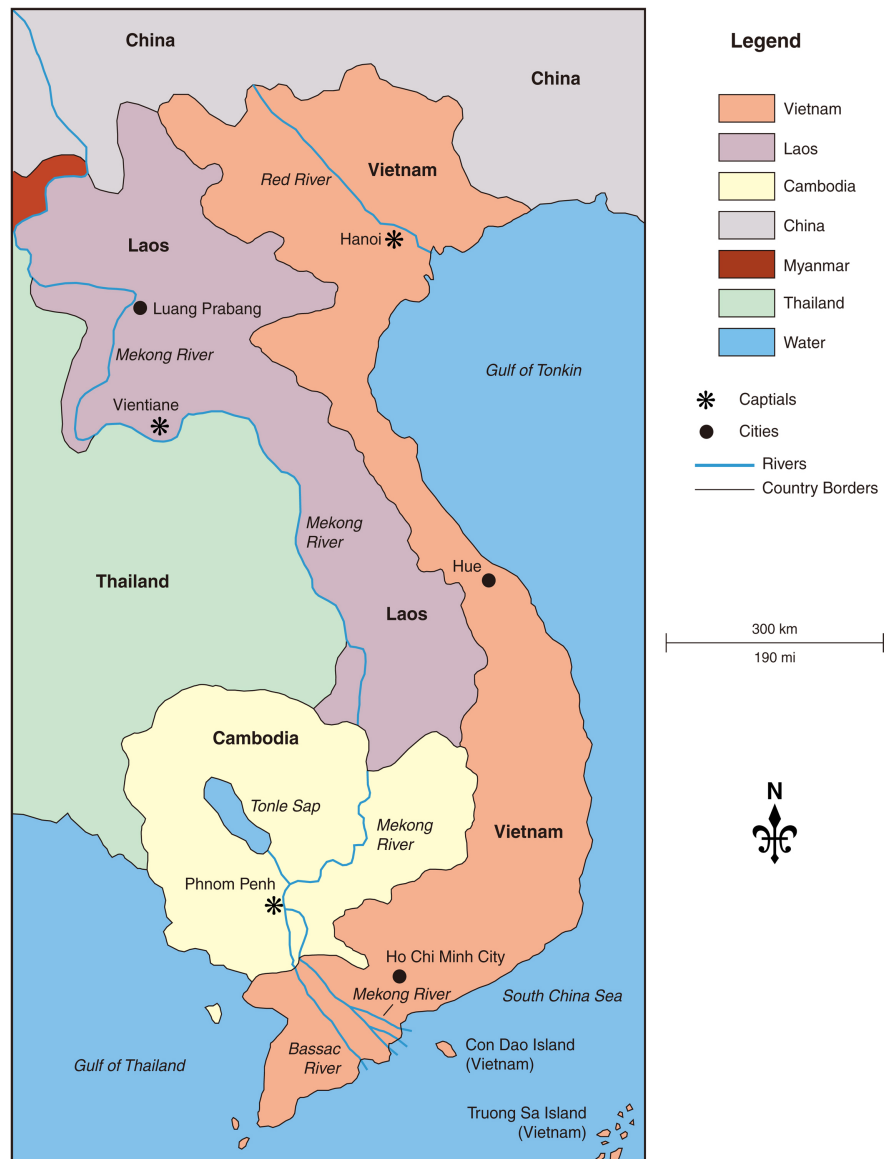 China
China
Vietnam
Red River
Hanoi
Laos
Luang Prabang
Mekong River
Vientiane
Gulf of Tonkin
Mekong
River
Hue
Thailand
Laos
Cambodia
Tonle Sap
Mekong
River
Vietnam
Phnom Penh
Ho Chi Minh City
Mekong River
South China Sea
Bassac
River
Gulf of Thailand
Con Dao Island
(Vietnam)
Truong Sa Island
(Vietnam)
Legend
Vietnam
Laos
Cambodia
China
Myanmar
Thailand
Water
Captials
Cities
Rivers
Country Borders
300 km
190 mi
N